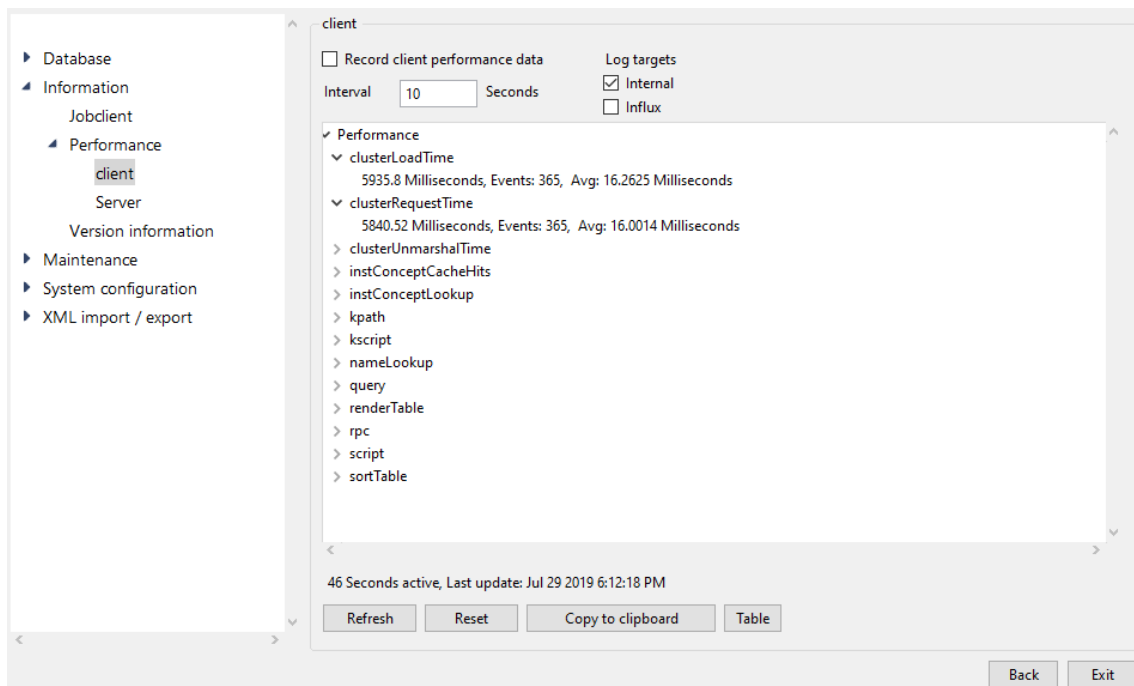 Database
Information
Jobclient
Performance
client
Server
Version information
Maintenance
System configuration
XML import / export
client
Record client performance data
Log targets
Interval 10 Seconds
Internal
Influx
Performance
clusterLoadTime
5935.8 Milliseconds, Events: 365, Avg: 16.2625 Milliseconds
clusterRequestTime
5840.52 Milliseconds, Events: 365, Avg: 16.0014 Milliseconds
clusterUnmarshalTime
instConceptCacheHits
instConceptLookup
kpath
kscript
nameLookup
query
renderTable
rpc
script
sortTable
46 Seconds active, Last update: Jul 29 2019 6:12:18 PM
Refresh Reset Copy to clipboard Table
Back Exit